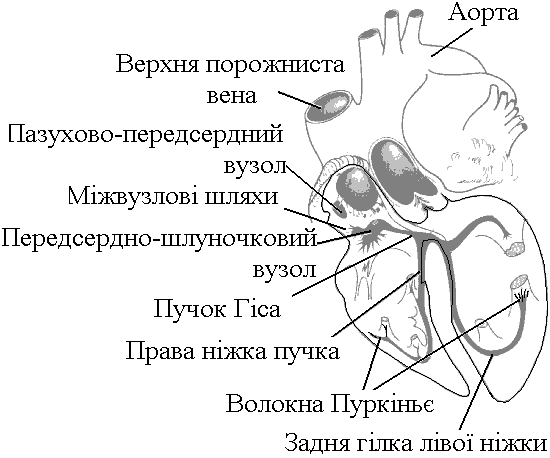 Аорта
Верхня порожниста
вена
Пазухово-передсердний
вузол
Міжвузлові шляхи
Передсердно-шлуночковий
вузол
Пучок Гіса
Права ніжка пучка
Волокна Пуркіньє
Задня гілка лівої ніжки